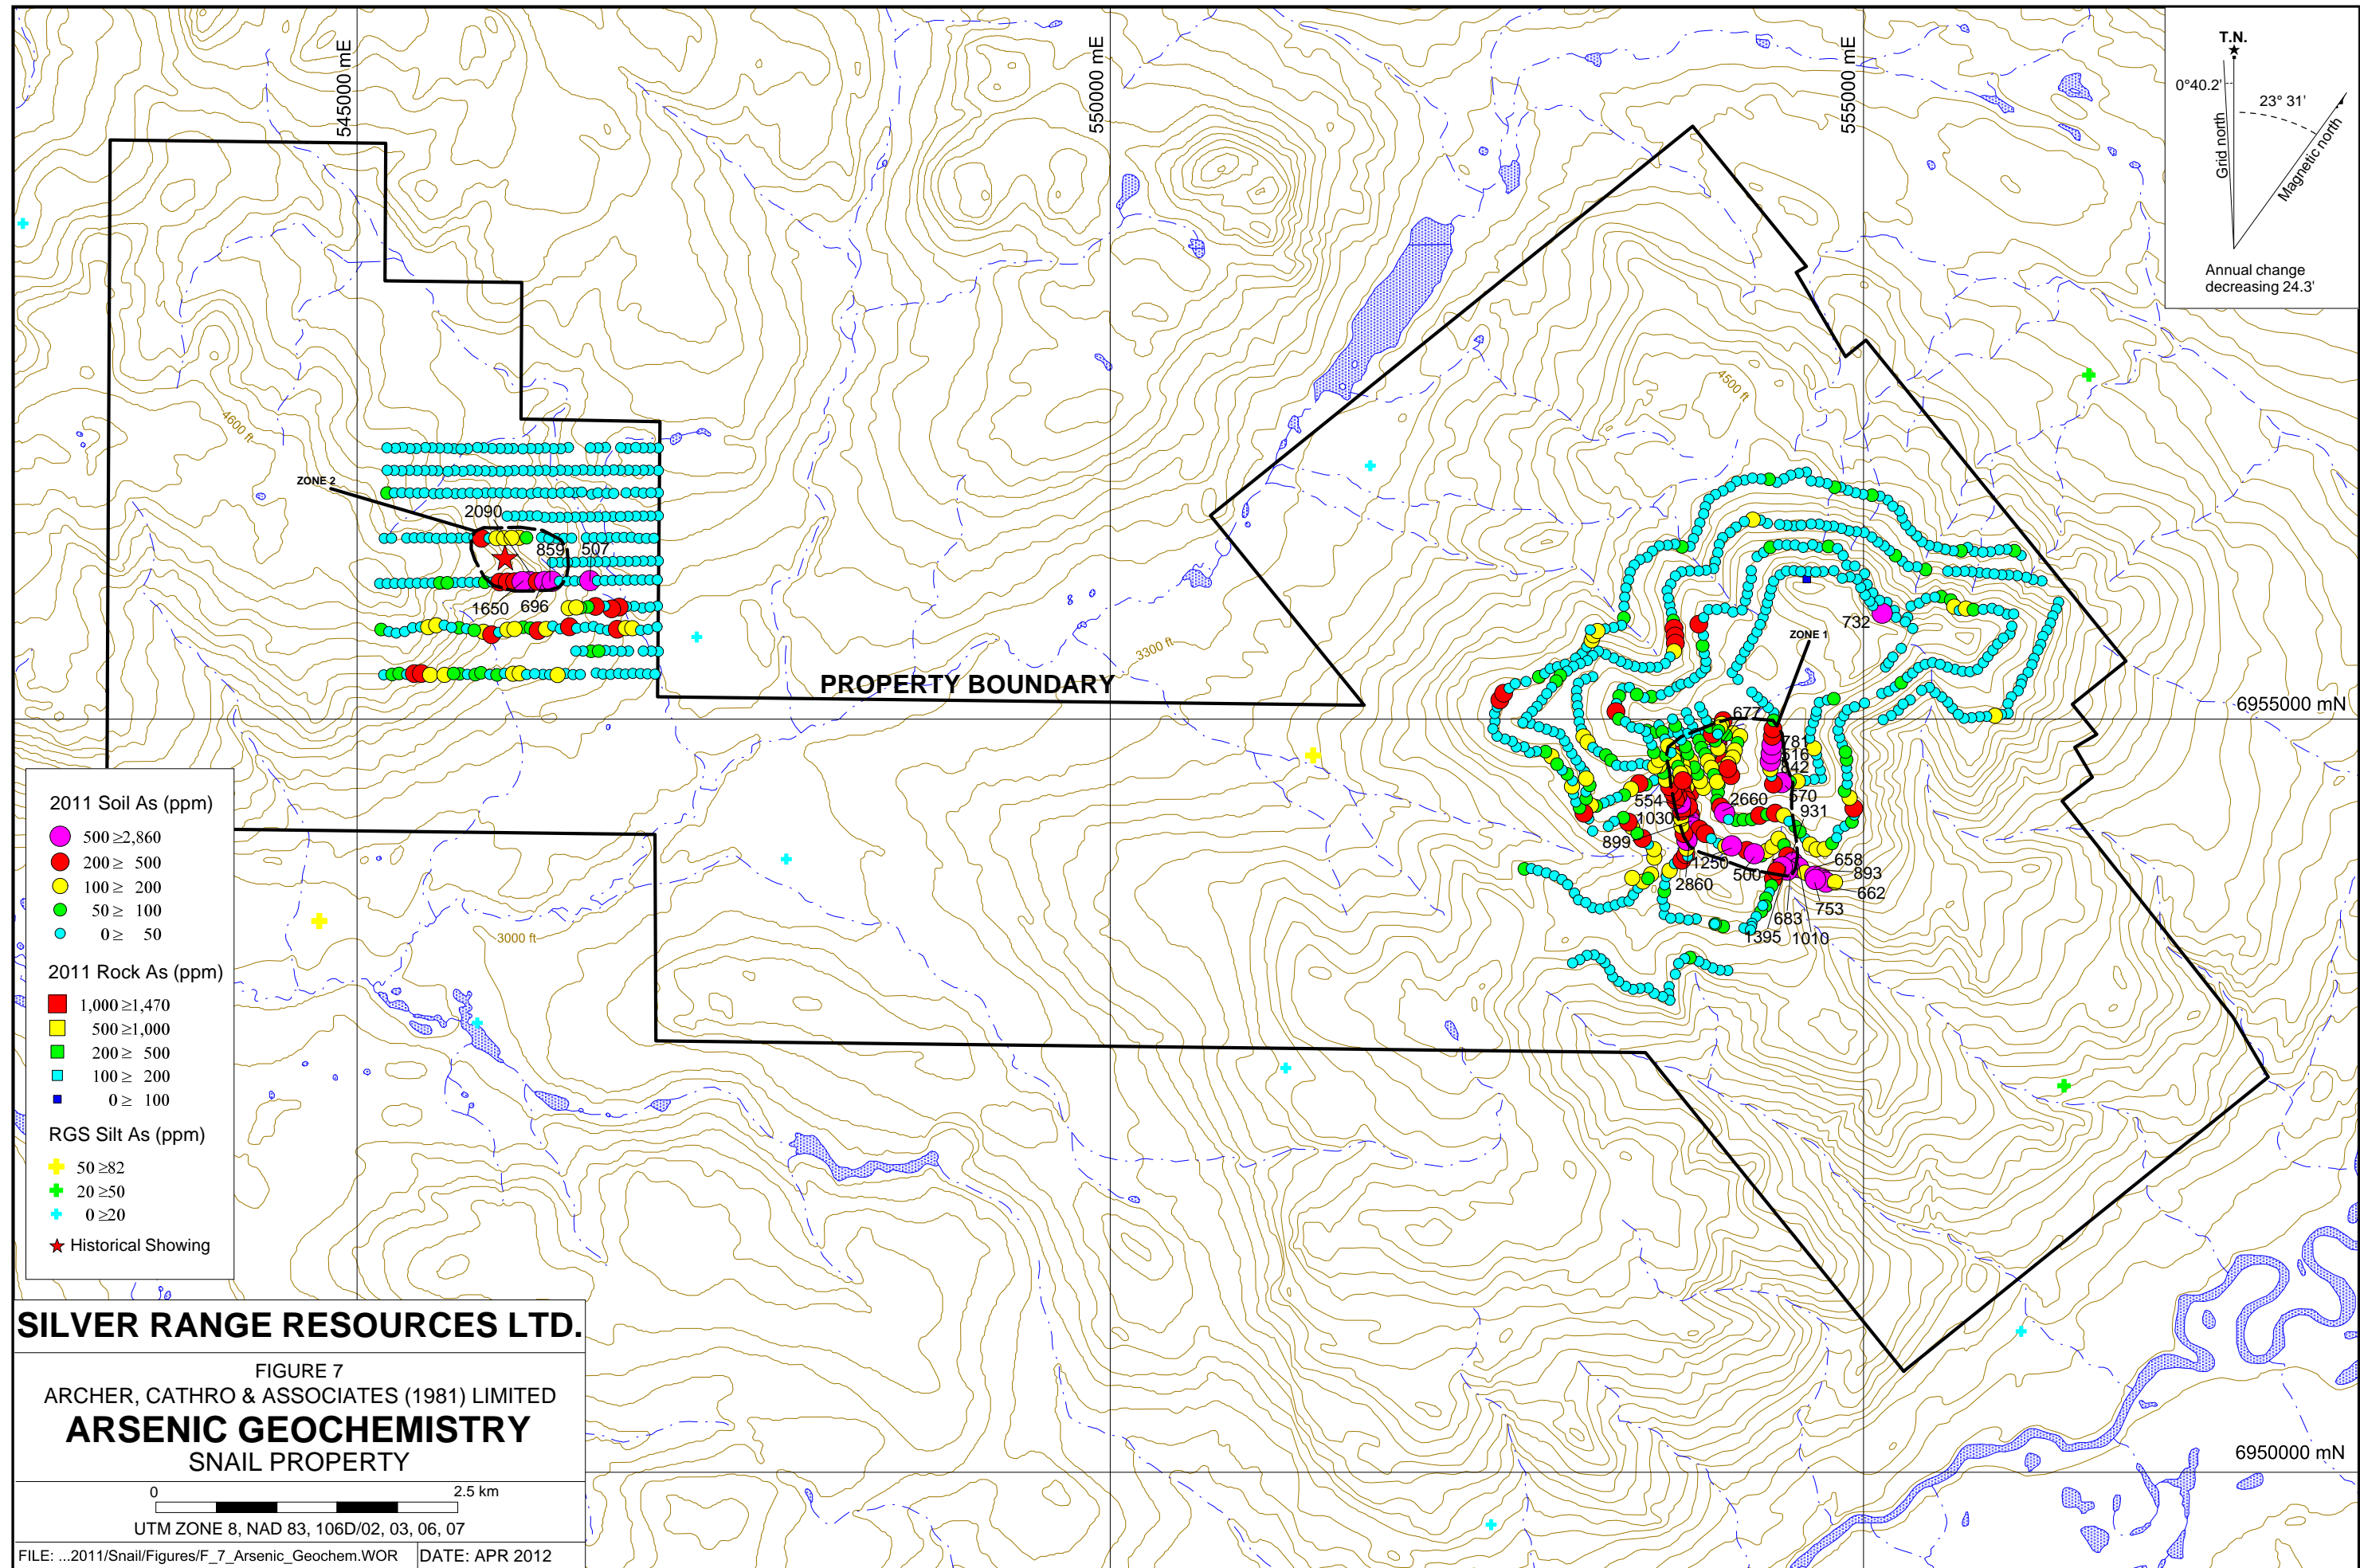 545000 mE
550000 mE
555000 mE
T.N.
0°40.2'
23° 31'
Grid north
Magnetic north
Annual change
decreasing 24.3'
4600 ft
4500 ft
ZONE 2
2090
859
507
1650
696
732
ZONE 1
3300 ft
PROPERTY BOUNDARY
6955000 mN
677
781
516
842
570
554
2660
931
1030
899
1250
500
658
893
662
2860
753
683
1395
1010
3000 ft
2011 Soil As (ppm)
500 ≥2,860
200 ≥ 500
100 ≥ 200
50 ≥ 100
0 ≥ 50
2011 Rock As (ppm)
1,000 ≥1,470
500 ≥1,000
200 ≥ 500
100 ≥ 200
0 ≥ 100
RGS Silt As (ppm)
50 ≥82
20 ≥50
0 ≥20
Historical Showing
6950000 mN
SILVER RANGE RESOURCES LTD.
FIGURE 7
ARCHER, CATHRO & ASSOCIATES (1981) LIMITED
ARSENIC GEOCHEMISTRY
SNAIL PROPERTY
0 2.5 km
UTM ZONE 8, NAD 83, 106D/02, 03, 06, 07
FILE: ...2011/Snail/Figures/F_7_Arsenic_Geochem.WOR DATE: APR 2012